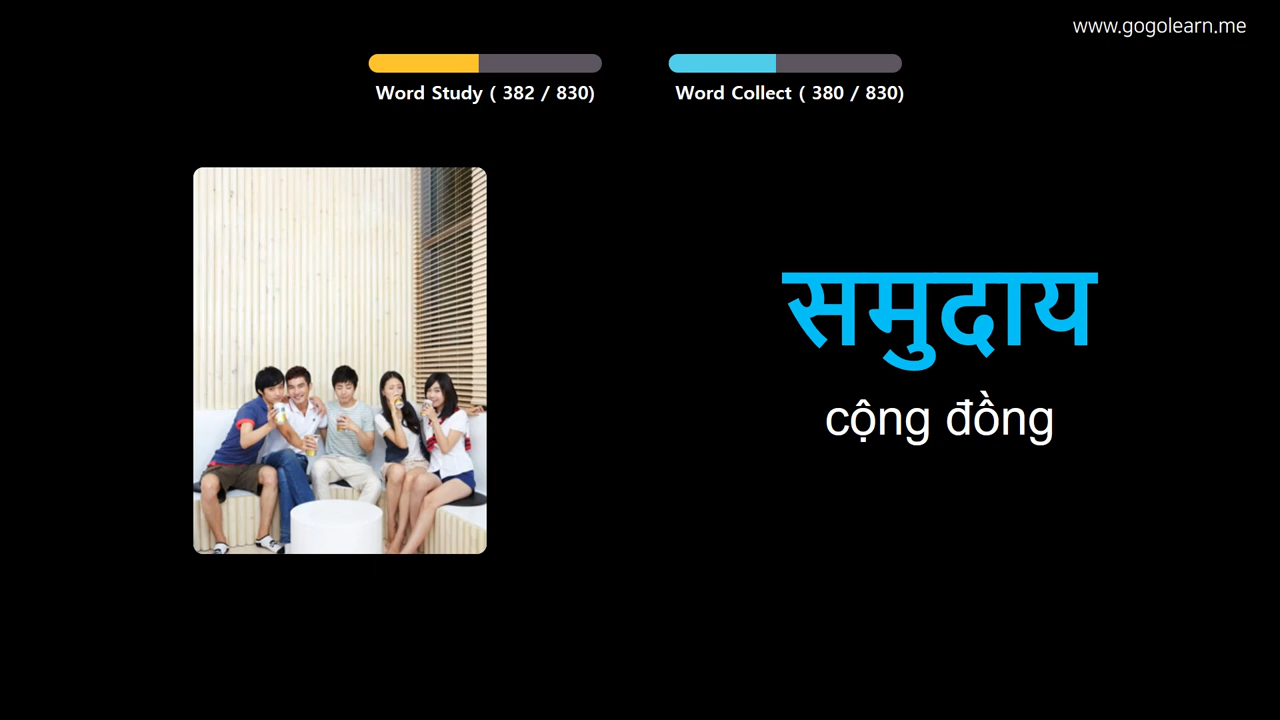 www.gogolearn.me
Word Study ( 382 / 830)
Word Collect ( 380 / 830)
समुदाय
cộng đồng